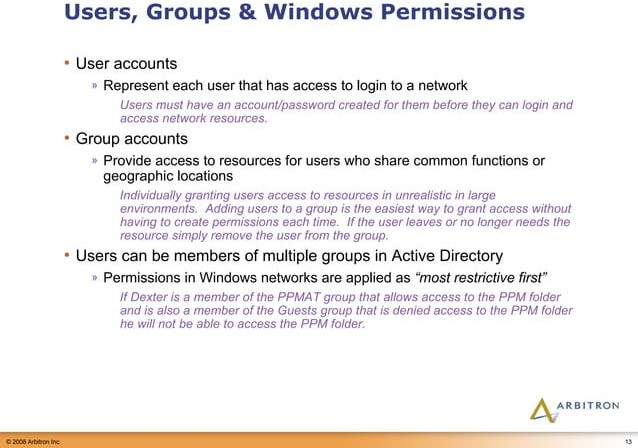 Users, Groups & Windows Permissions
• User accounts
» Represent each user that has access to login to a network
Users must have an account/password created for them before they can login and
access network resources.
• Group accounts
» Provide access to resources for users who share common functions or
geographic locations
Individually granting users access to resources in unrealistic in large
environments. Adding users to a group is the easiest way to grant access without
having to create permissions each time. If the user leaves or no longer needs the
resource simply remove the user from the group.
• Users can be members of multiple groups in Active Directory
» Permissions in Windows networks are applied as “most restrictive first”
If Dexter is a member of the PPMAT group that allows access to the PPM folder
and is also a member of the Guests group that is denied access to the PPM folder
he will not be able to access the PPM folder.
ARBITRON
© 2008 Arbitron Inc.
13